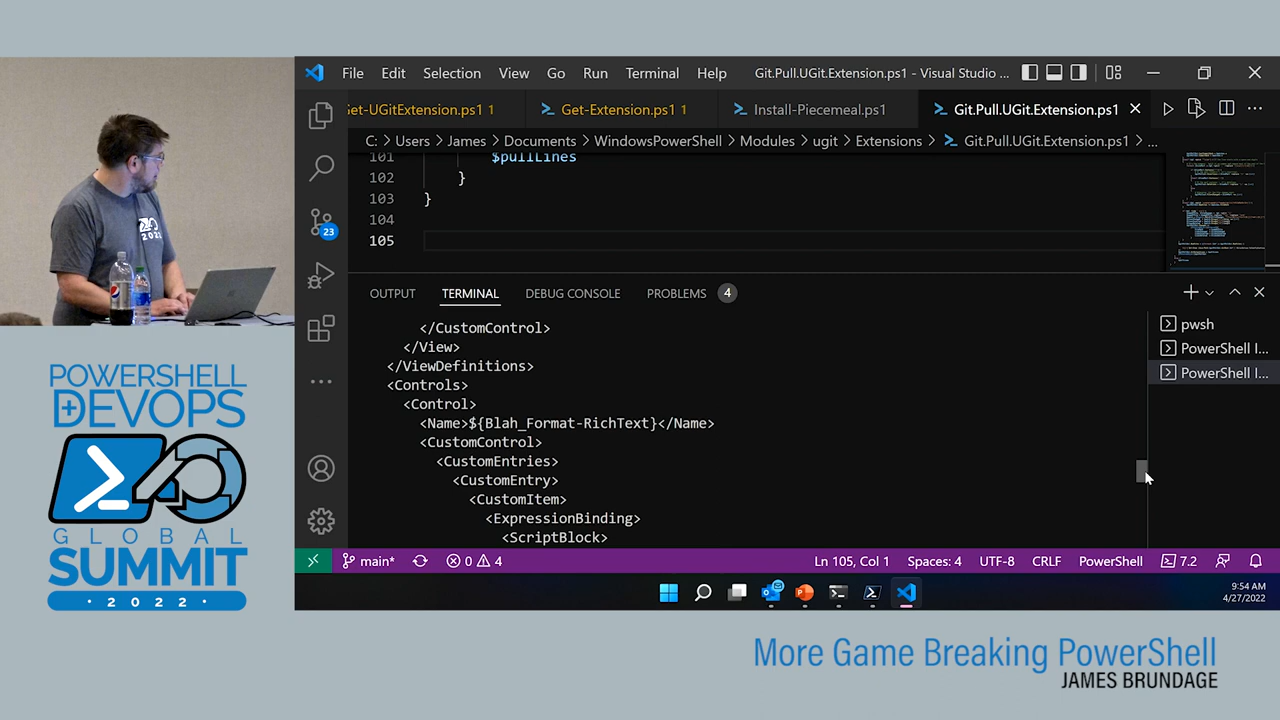 File Edit Selection View Go Run Terminal Help Git.Pull.UGit.Extension.ps1 - Visual Studio ...
Get-UGitExtension.ps1 1 Get-Extension.ps1 1 Install-Piecemeal.ps1 Git.Pull.UGit.Extension.ps1
C: > Users > James > Documents > WindowsPowerShell > Modules > ugit > Extensions > Git.Pull.UGit.Extension.ps1 > ...
101 $pullLines
102 }
103 }
104
105
23
OUTPUT TERMINAL DEBUG CONSOLE PROBLEMS 4
</CustomControl>
</View>
</ViewDefinitions>
<Controls>
<Control>
<Name>${Blah_Format-RichText}</Name>
<CustomControl>
<CustomEntries>
<CustomEntry>
<CustomItem>
<ExpressionBinding>
<ScriptBlock>
pwsh
PowerShell I...
PowerShell I...
main* 0 4 Ln 105, Col 1 Spaces: 4 UTF-8 CRLF PowerShell 7.2
9:54 AM
4/27/2022
2022
POWERSHELL
DEVOPS
GLOBAL
SUMMIT
· 2022 ·
More Game Breaking PowerShell
JAMES BRUNDAGE